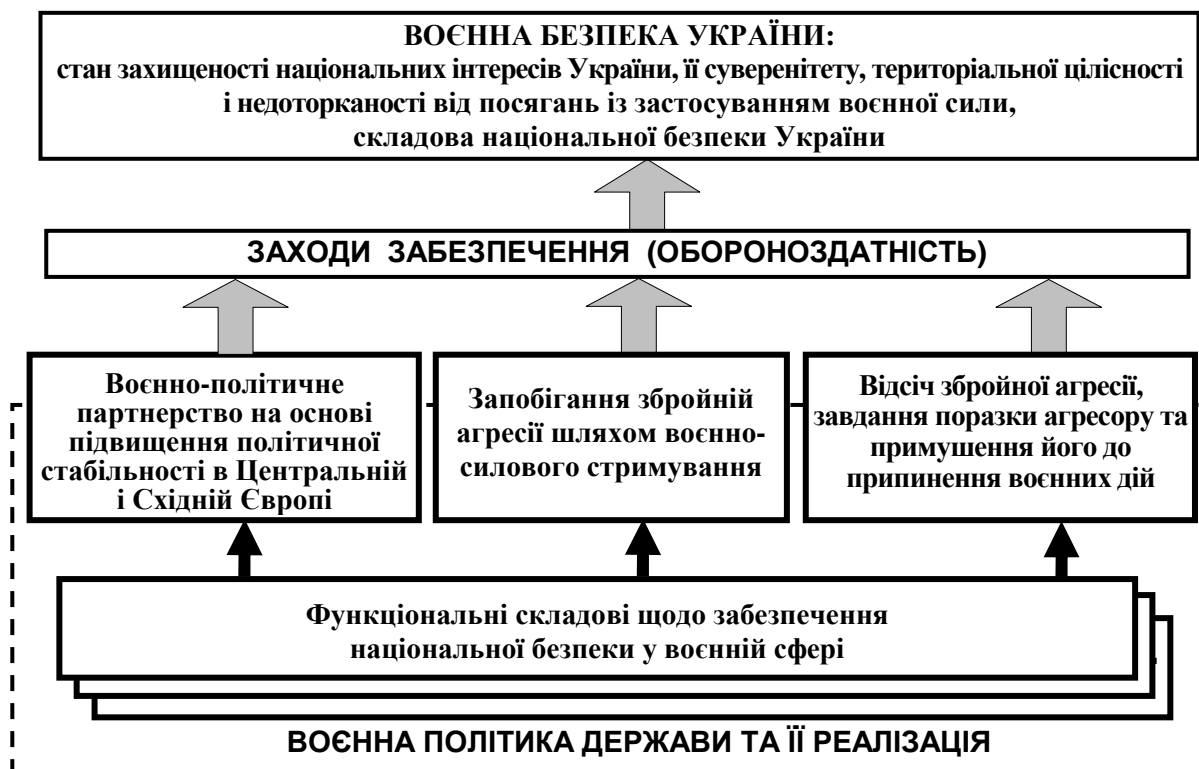 ВОЄННА БЕЗПЕКА УКРАЇНИ:
стан захищеності національних інтересів України, її суверенітету, територіальної цілісності
і недоторканості від посягань із застосуванням воєнної сили,
складова національної безпеки України
ЗАХОДИ ЗАБЕЗПЕЧЕННЯ (ОБОРОНОЗДАТНІСТЬ)
Воєнно-політичне
партнерство на основі
підвищення політичної
стабільності в Центральній
і Східній Європі
Запобігання збройній
агресії шляхом воєнно-
силового стримування
Відсіч збройної агресії,
завдання поразки агресору та
примушення його до
припинення воєнних дій
Функціональні складові щодо забезпечення
національної безпеки у воєнній сфері
ВОЄННА ПОЛІТИКА ДЕРЖАВИ ТА ЇЇ РЕАЛІЗАЦІЯ